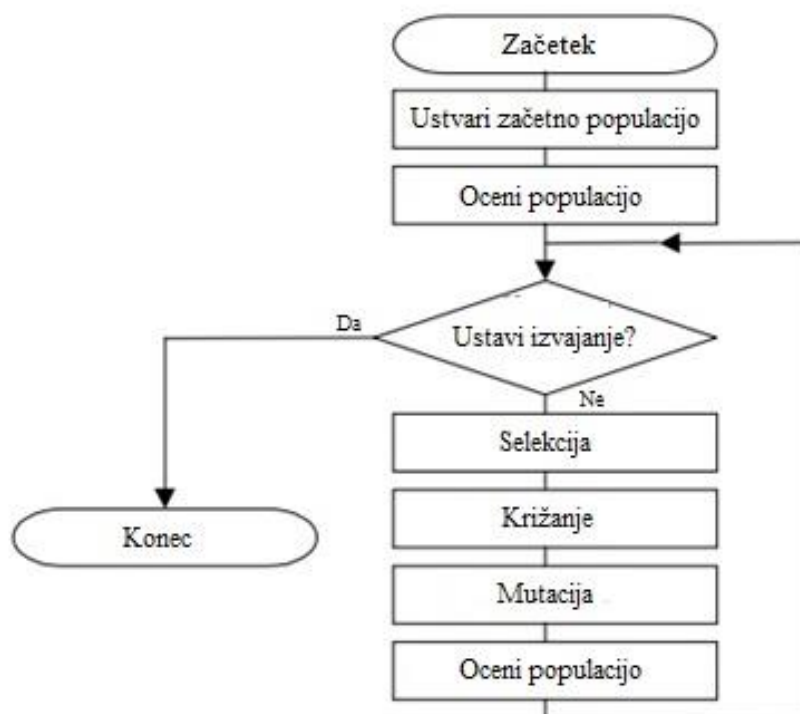 Začetek
Ustvari začetno populacijo
Oceni populacijo
Ustavi izvajanje?
Da
Ne
Selekcija
Križanje
Konec
Mutacija
Oceni populacijo